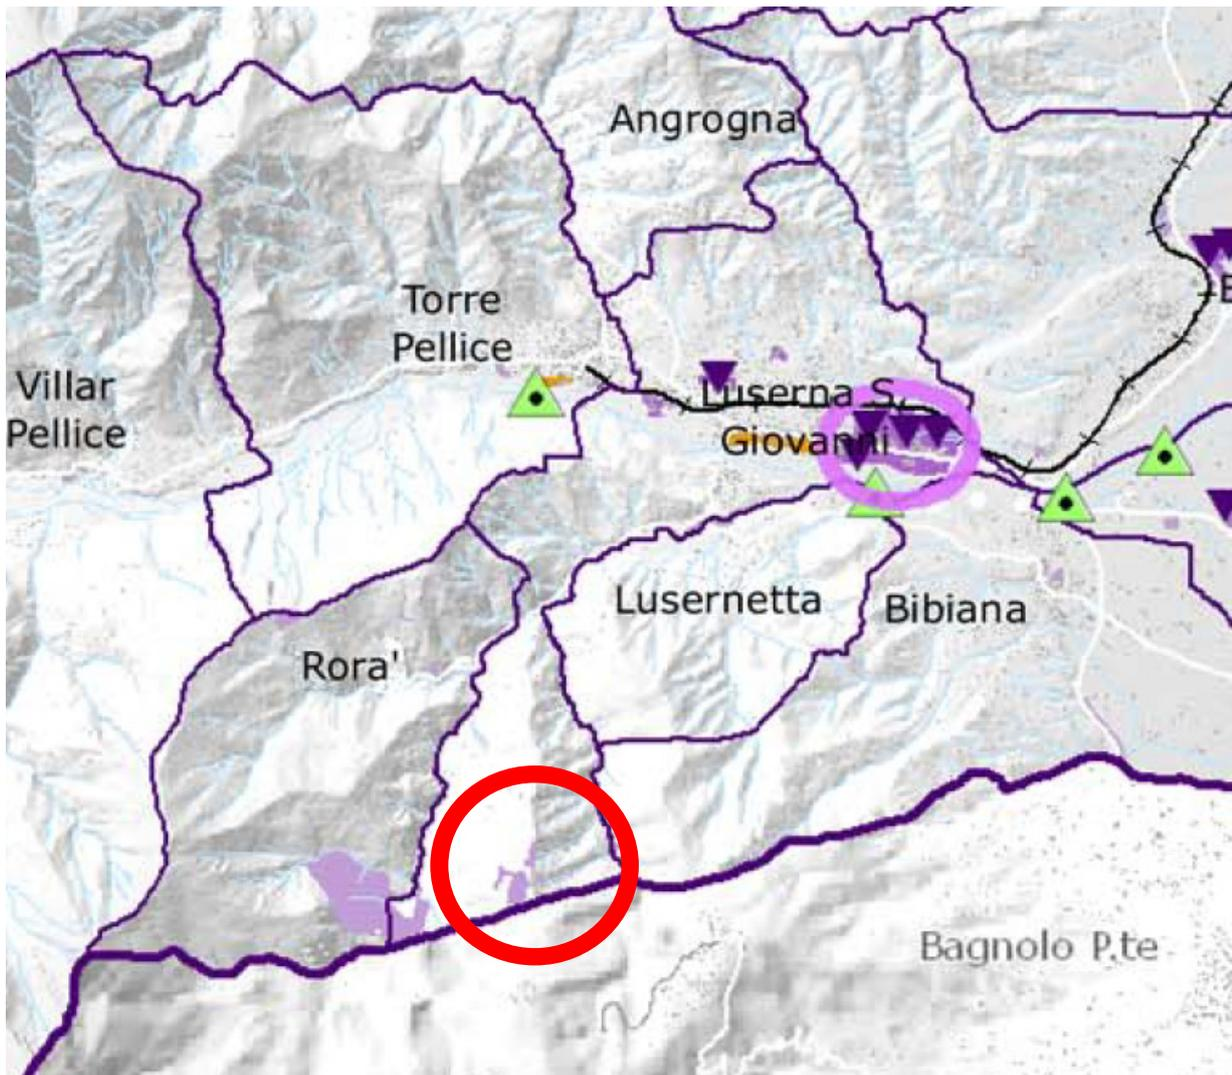 Angrogna
Torre
Pellice
Villar
Pellice
Luserna S.
Giovanni
Lusernetta
Bibiana
Rora'
Bagnolo P.te